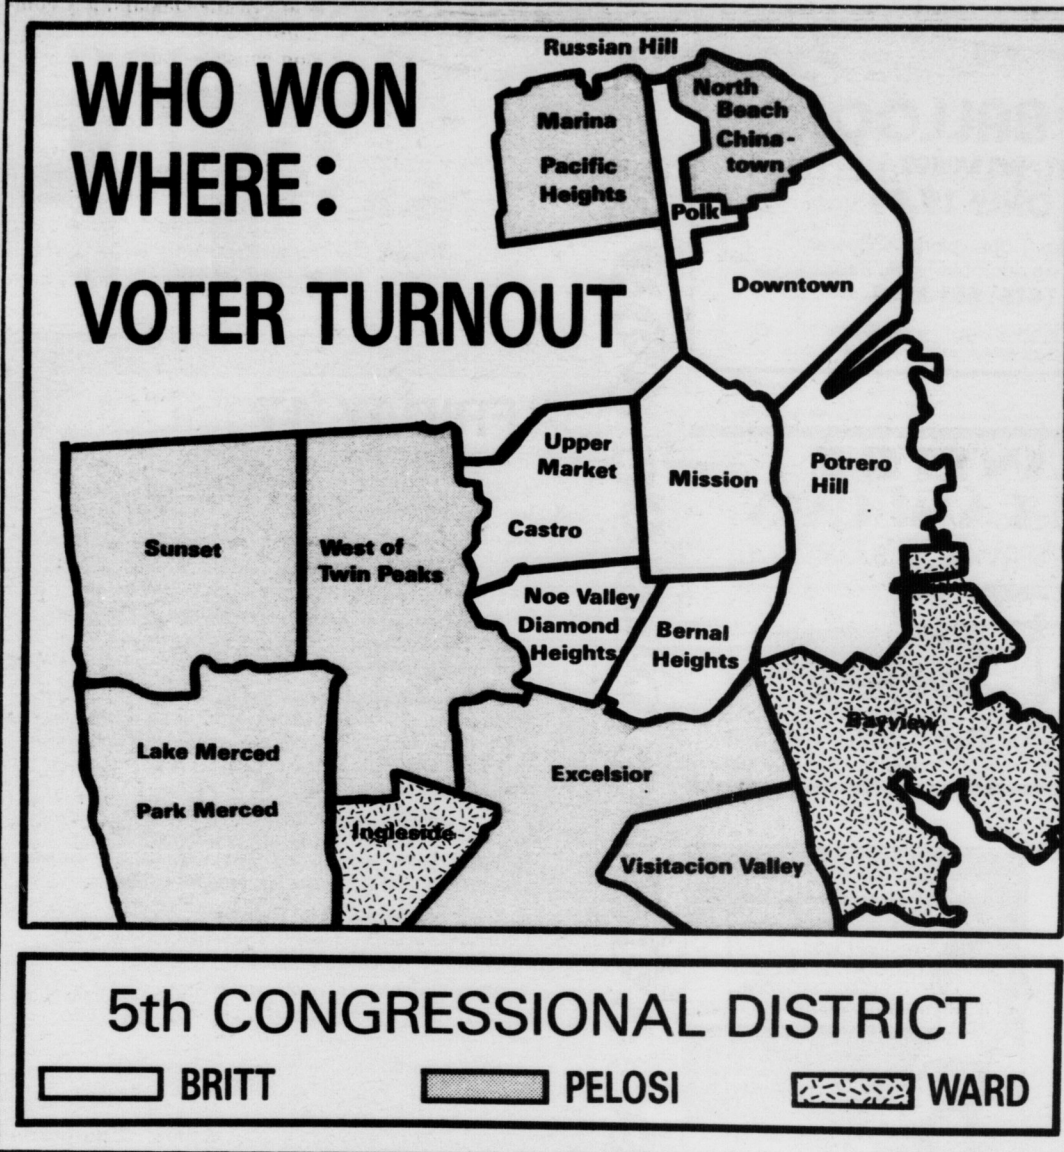 WHO WON
WHERE:
VOTER TURNOUT
Russian Hill
Marina
Pacific
Heights
North
Beach
China-
town
Polk
Downtown
Upper
Market
Castro
Mission
Potrero
Hill
Sunset
West of
Twin Peaks
Noe Valley
Diamond
Heights
Bernal
Heights
Bayview
Lake Merced
Park Merced
Excelsior
Ingleside
Visitacion Valley
5th CONGRESSIONAL DISTRICT
BRITT
PELOSI
WARD